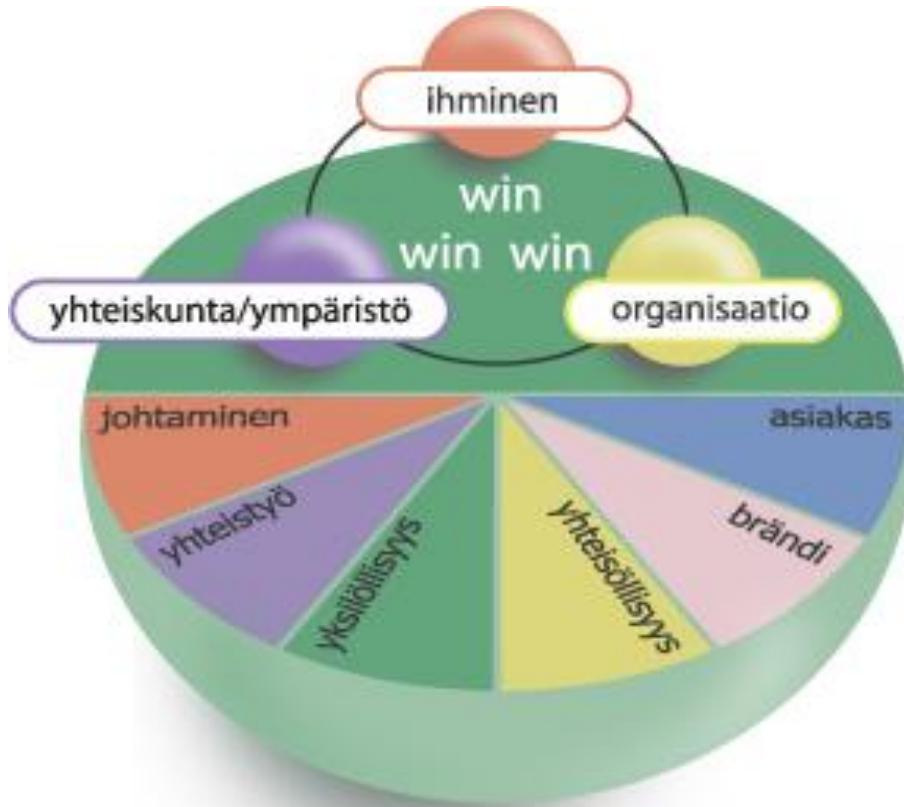 ihminen
win
win win
yhteiskunta/ympäristö
organisaatio
johtaminen
yhteistyö
yksilöllisyys
yhteisöllisyys
brändi
asiakas